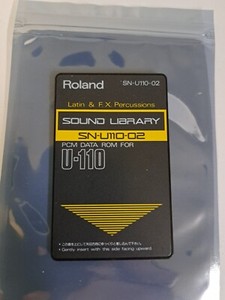 Roland SN-U110-02
Latin & F.X. Percussions
SOUND LIBRARY
SN-U110-02
PCM DATA ROM FOR
U-110
• Gently insert with this side facing upward